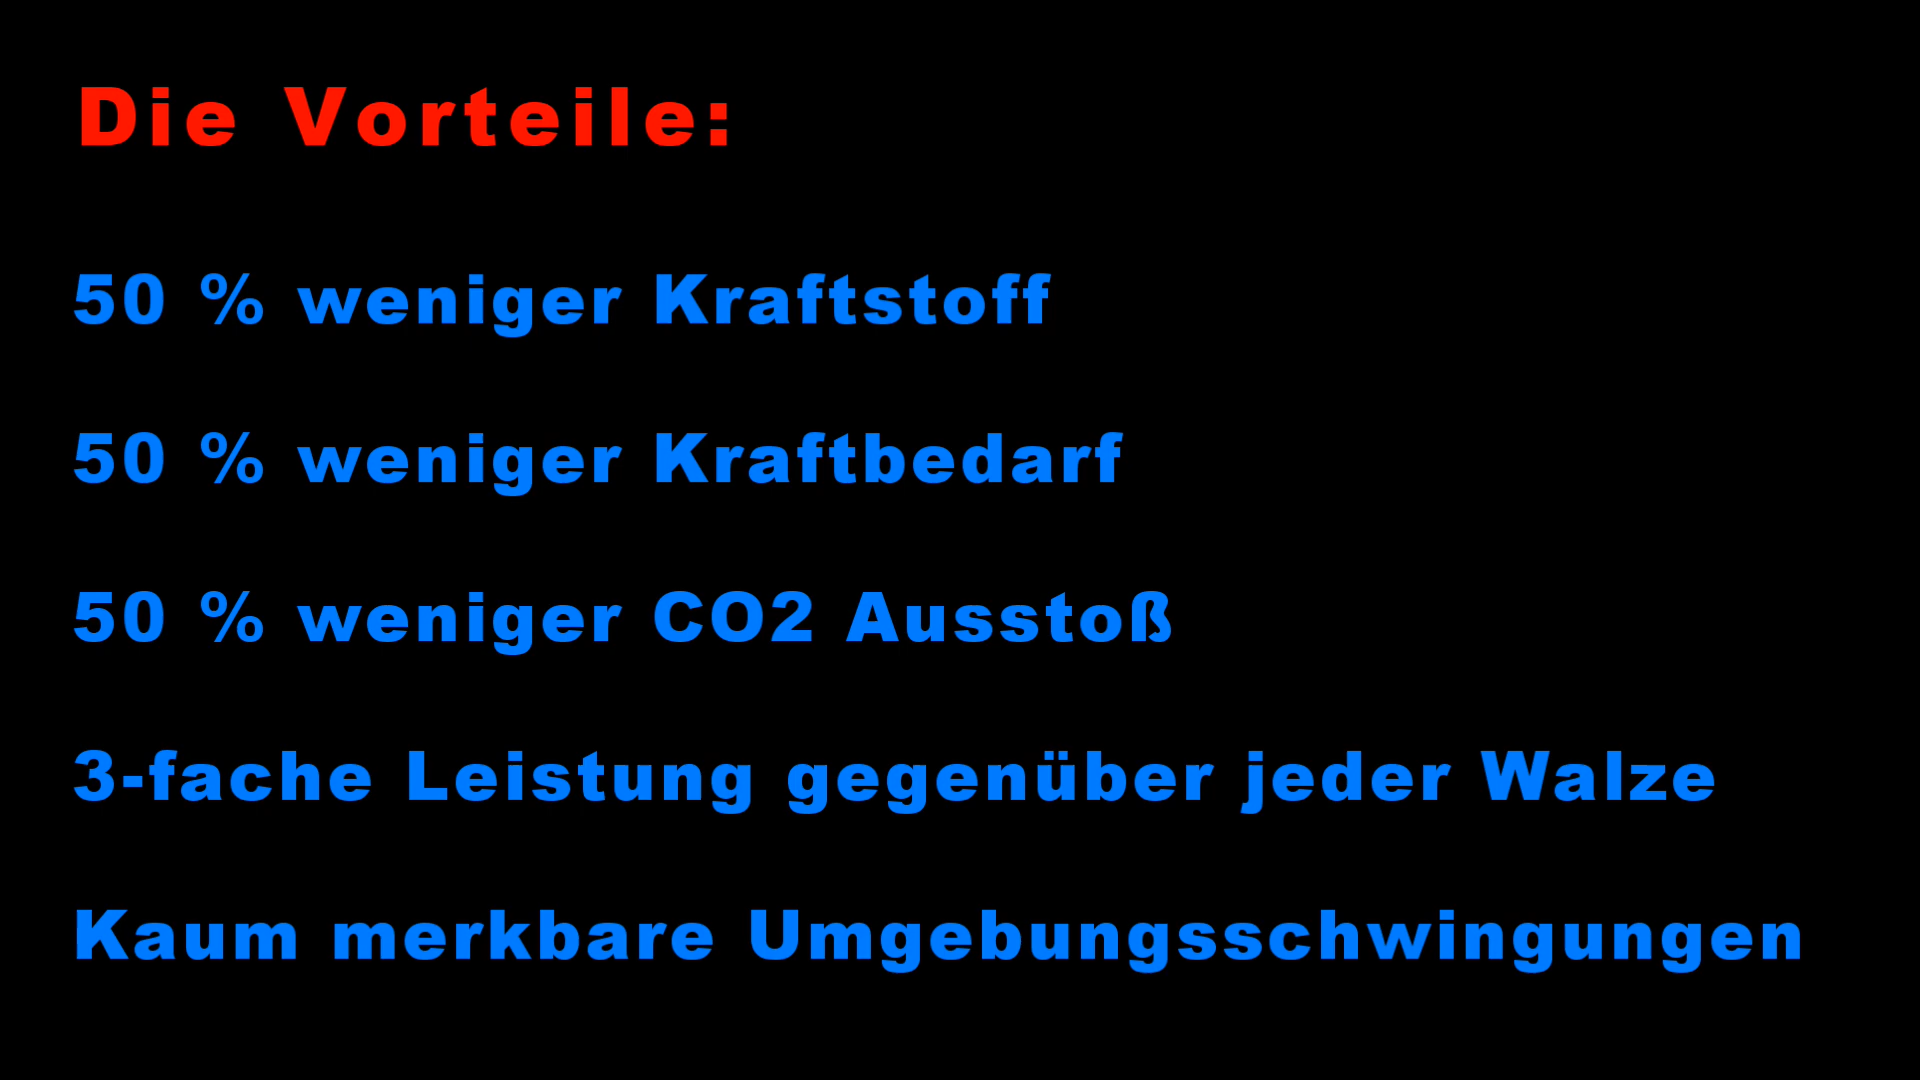 Die Vorteile:
50 % weniger Kraftstoff
50 % weniger Kraftbedarf
50 % weniger CO2 Ausstoß
3-fache Leistung gegenüber jeder Walze
Kaum merkbare Umgebungsschwingungen